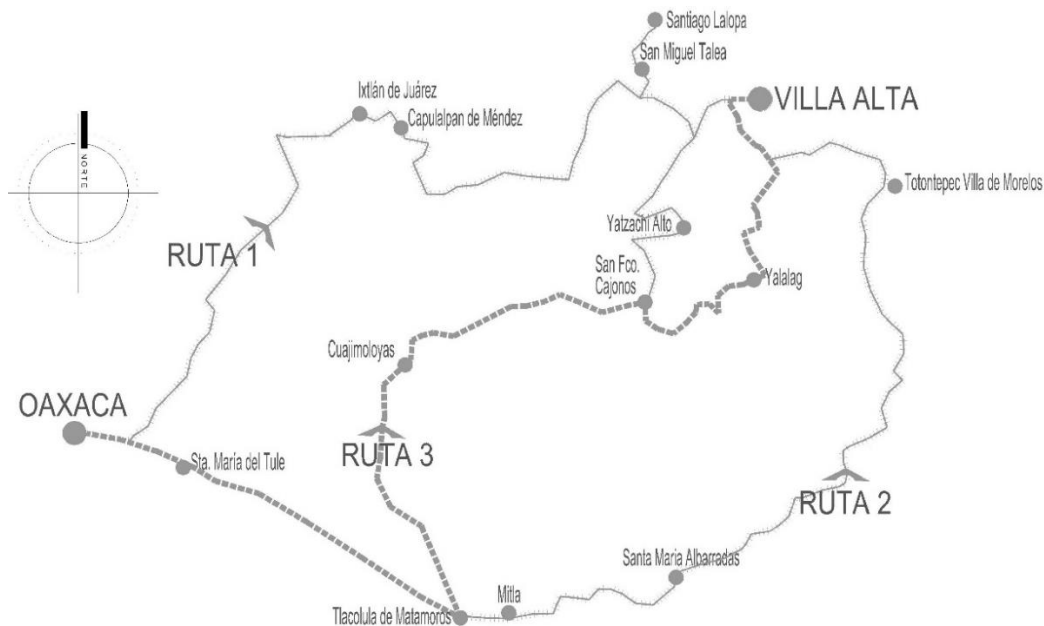 Santiago Lalopa
San Miguel Talea
Ixtlán de Juárez
VILLA ALTA
Capulalpan de Méndez
NORTE
Totontepec Villa de Morelos
Yatzachi Alto
RUTA 1
San Fco.
Cajonos
Yalalag
Cuajimoloyas
OAXACA
RUTA 3
Sta. María del Tule
RUTA 2
Santa Maria Albarradas
Mitla
Tlacolula de Matamoros